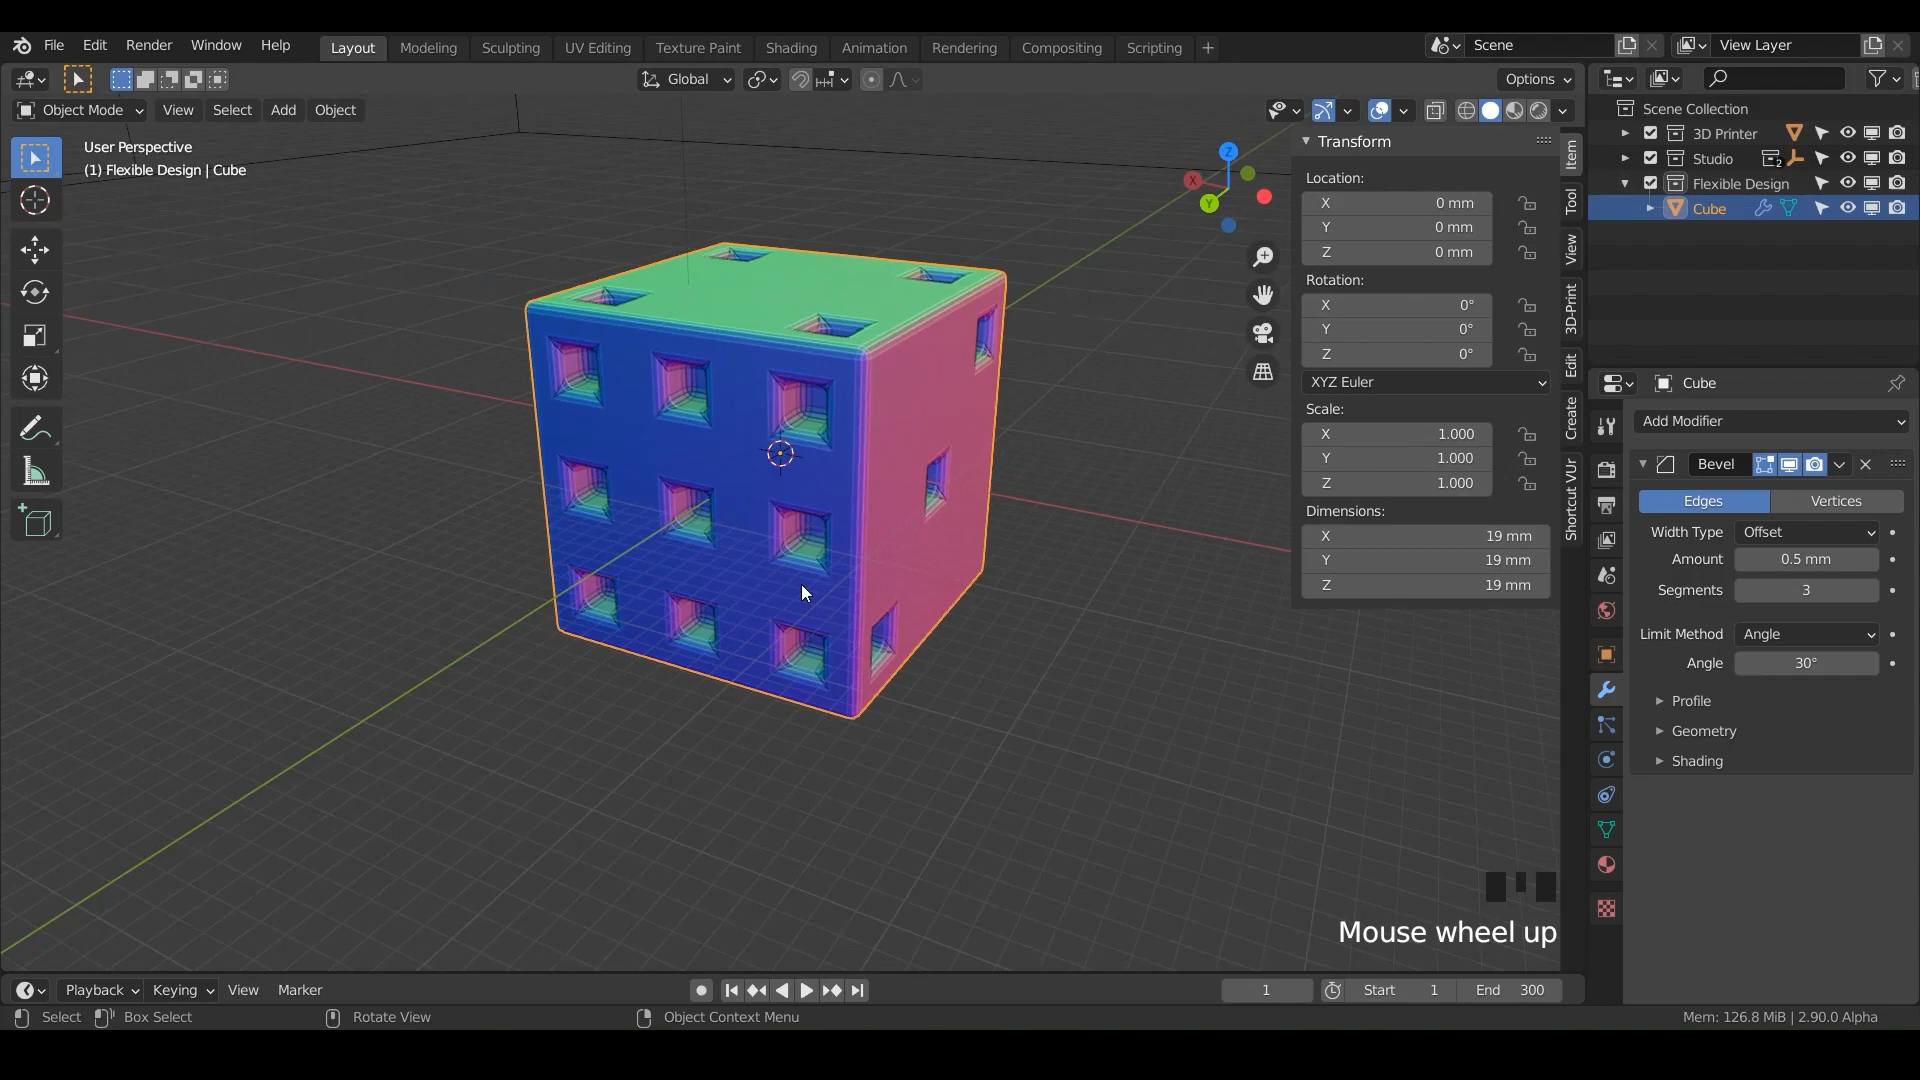 File Edit Render Window Help Layout Modeling Sculpting UV Editing Texture Paint Shading Animation Rendering Compositing Scripting + Scene View Layer
Global Options
Object Mode View Select Add Object
Scene Collection
3D Printer
Studio 2
Flexible Design
Cube
User Perspective
(1) Flexible Design | Cube
Z
X
Y
Transform
Location:
X 0 mm
Y 0 mm
Z 0 mm
Rotation:
X 0°
Y 0°
Z 0°
XYZ Euler
Scale:
X 1.000
Y 1.000
Z 1.000
Dimensions:
X 19 mm
Y 19 mm
Z 19 mm
Item
Tool
View
3D-Print
Edit
Create
Shortcut VUr
Cube
Add Modifier
Bevel
Edges Vertices
Width Type Offset
Amount 0.5 mm
Segments 3
Limit Method Angle
Angle 30°
Profile
Geometry
Shading
Mouse wheel up
Playback Keying View Marker 1 Start 1 End 300
Select Box Select Rotate View Object Context Menu Mem: 126.8 MiB | 2.90.0 Alpha